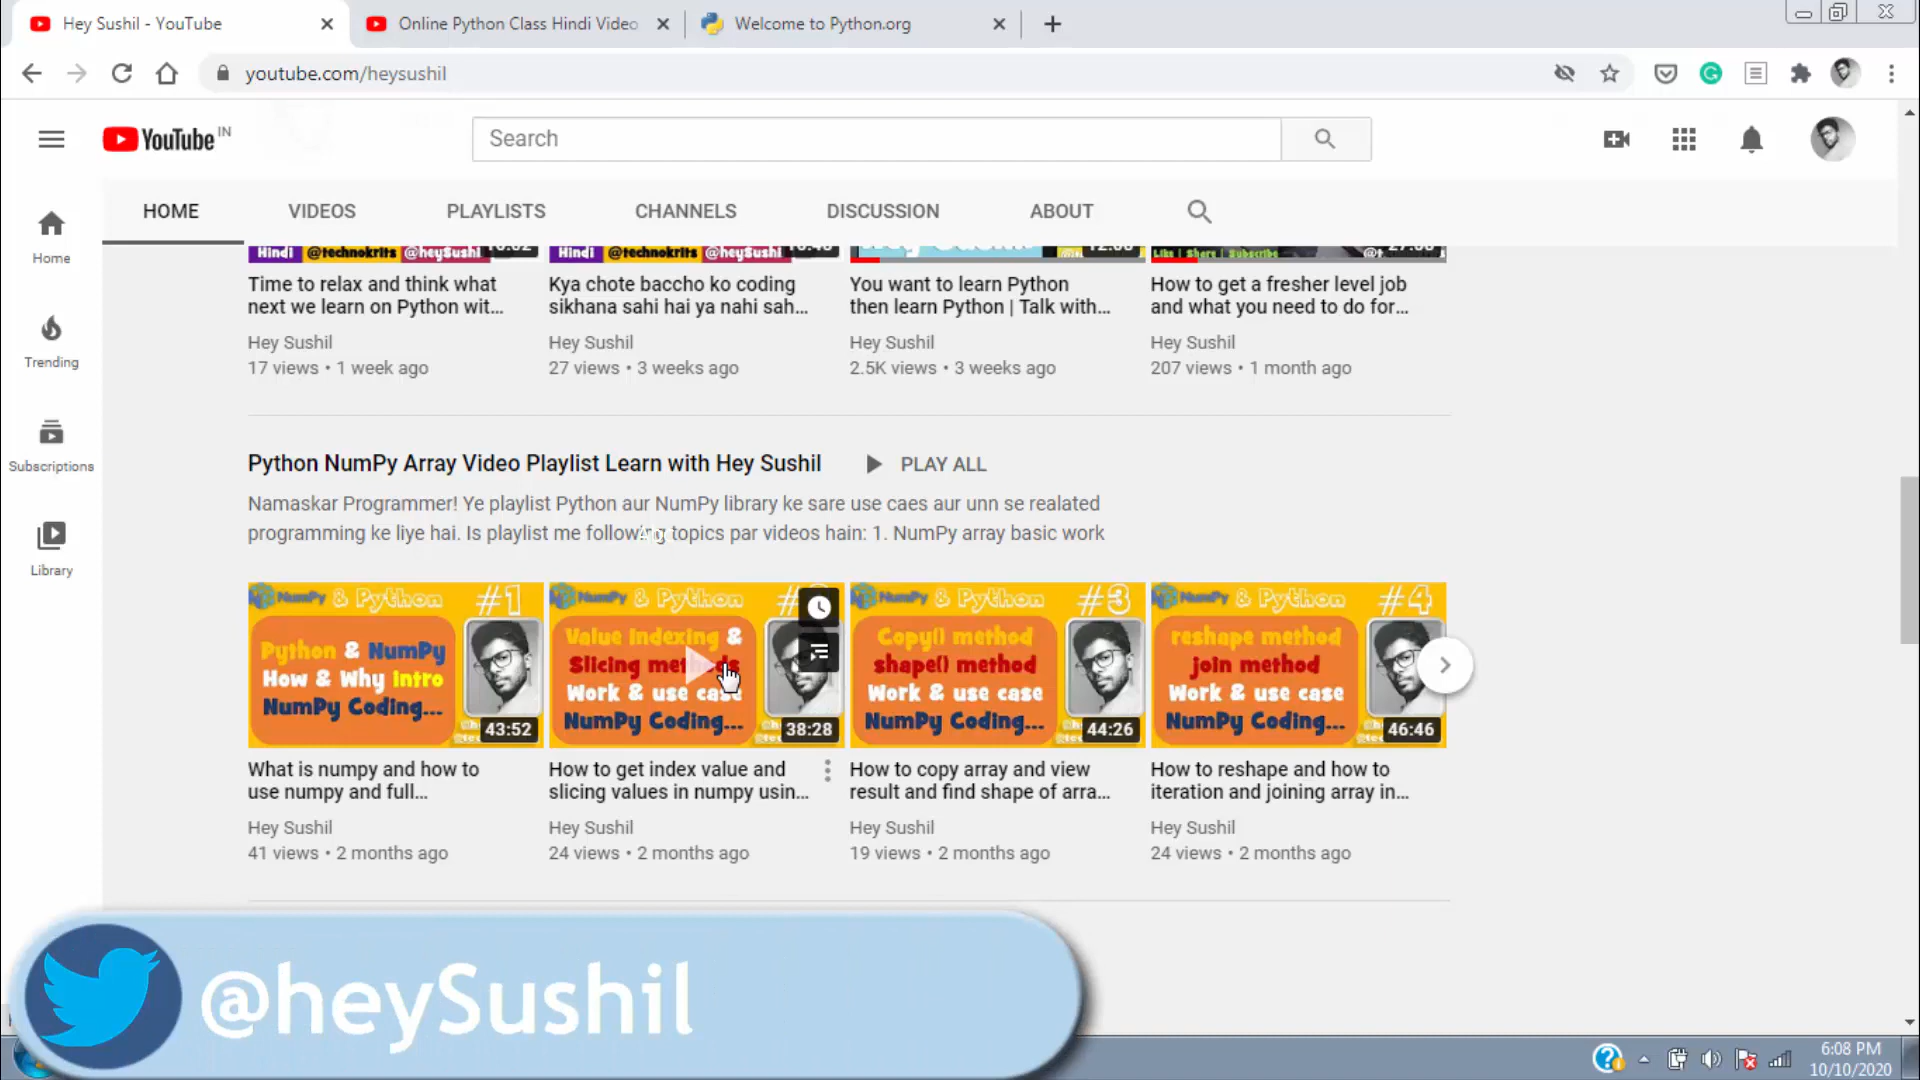 Hey Sushil - YouTube
Online Python Class Hindi Video
Welcome to Python.org
youtube.com/heysushil
YouTube IN
Search
HOME
VIDEOS
PLAYLISTS
CHANNELS
DISCUSSION
ABOUT
Home
Trending
Subscriptions
Library
Hindi @technokrits @heySushi
Hindi @technokrits @heySushi
Like | Share | Subscribe
Time to relax and think what
next we learn on Python wit...
Hey Sushil
17 views • 1 week ago
Kya chote baccho ko coding
sikhana sahi hai ya nahi sah...
Hey Sushil
27 views • 3 weeks ago
You want to learn Python
then learn Python | Talk with...
Hey Sushil
2.5K views • 3 weeks ago
How to get a fresher level job
and what you need to do for...
Hey Sushil
207 views • 1 month ago
Python NumPy Array Video Playlist Learn with Hey Sushil
PLAY ALL
Namaskar Programmer! Ye playlist Python aur NumPy library ke sare use caes aur unn se realated
programming ke liye hai. Is playlist me following topics par videos hain: 1. NumPy array basic work
NumPy & Python #1
Python & NumPy
How & Why Intro
NumPy Coding...
43:52
NumPy & Python
Value Indexing &
Slicing methods
Work & use case
NumPy Coding...
38:28
NumPy & Python #3
Copy() method
shape() method
Work & use case
NumPy Coding...
44:26
NumPy & Python #4
reshape method
join method
Work & use case
NumPy Coding...
46:46
What is numpy and how to
use numpy and full...
Hey Sushil
41 views • 2 months ago
How to get index value and
slicing values in numpy usin...
Hey Sushil
24 views • 2 months ago
How to copy array and view
result and find shape of arra...
Hey Sushil
19 views • 2 months ago
How to reshape and how to
iteration and joining array in...
Hey Sushil
24 views • 2 months ago
@heySushil
6:08 PM
10/10/2020